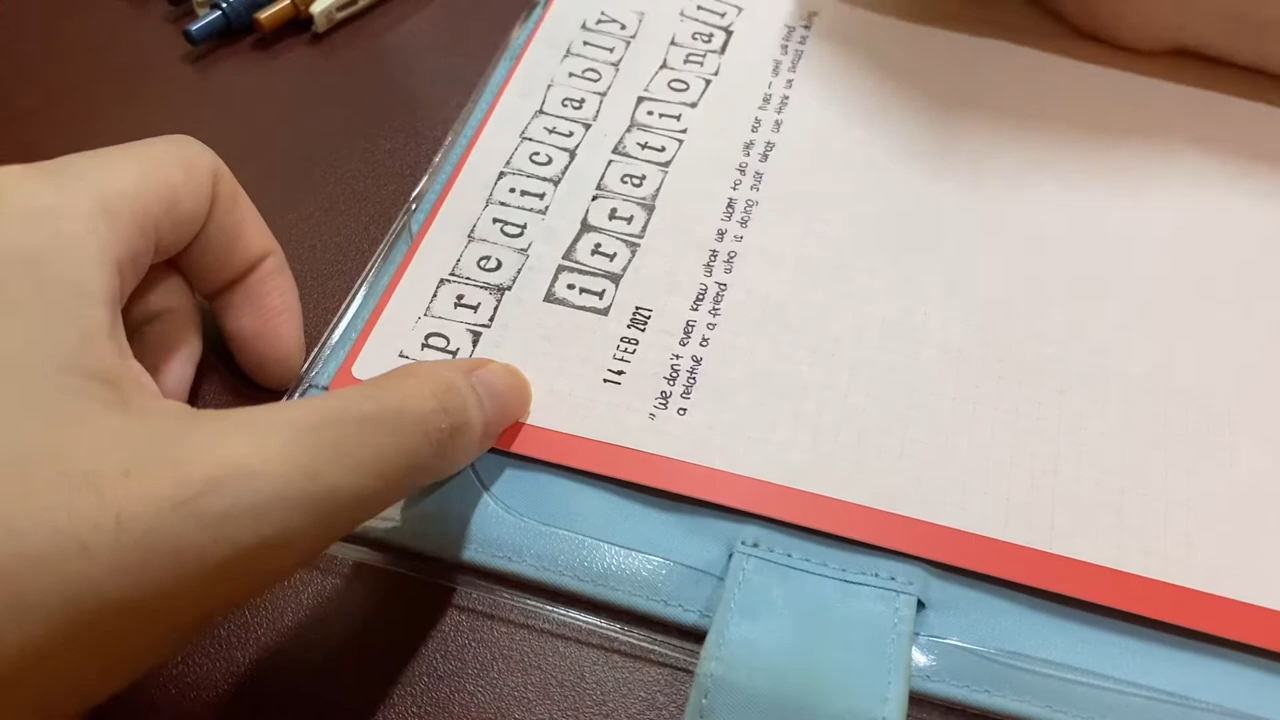 predictably
irrational
14 FEB 2021
"We don't even know what we want to do with our lives – until we find
a relative or a friend who is doing just what we think we should be doing